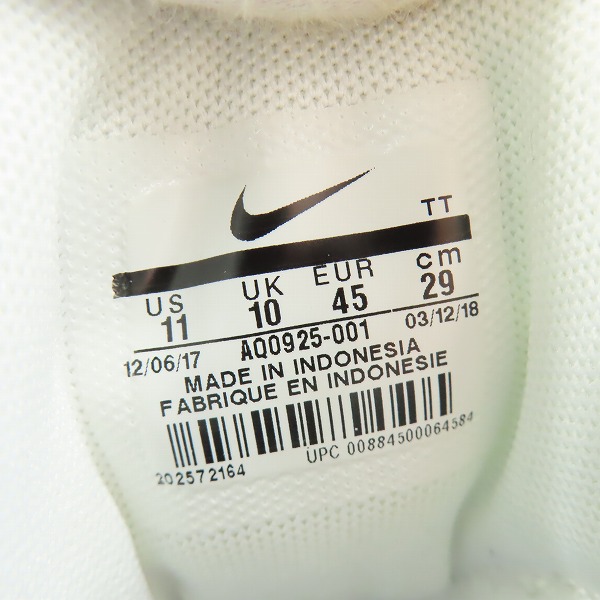 TT
US UK EUR cm
11 10 45 29
12/06/17 AQ0925-001 03/12/18
MADE IN INDONESIA
FABRIQUE EN INDONESIE
202572164 UPC 00884500064584